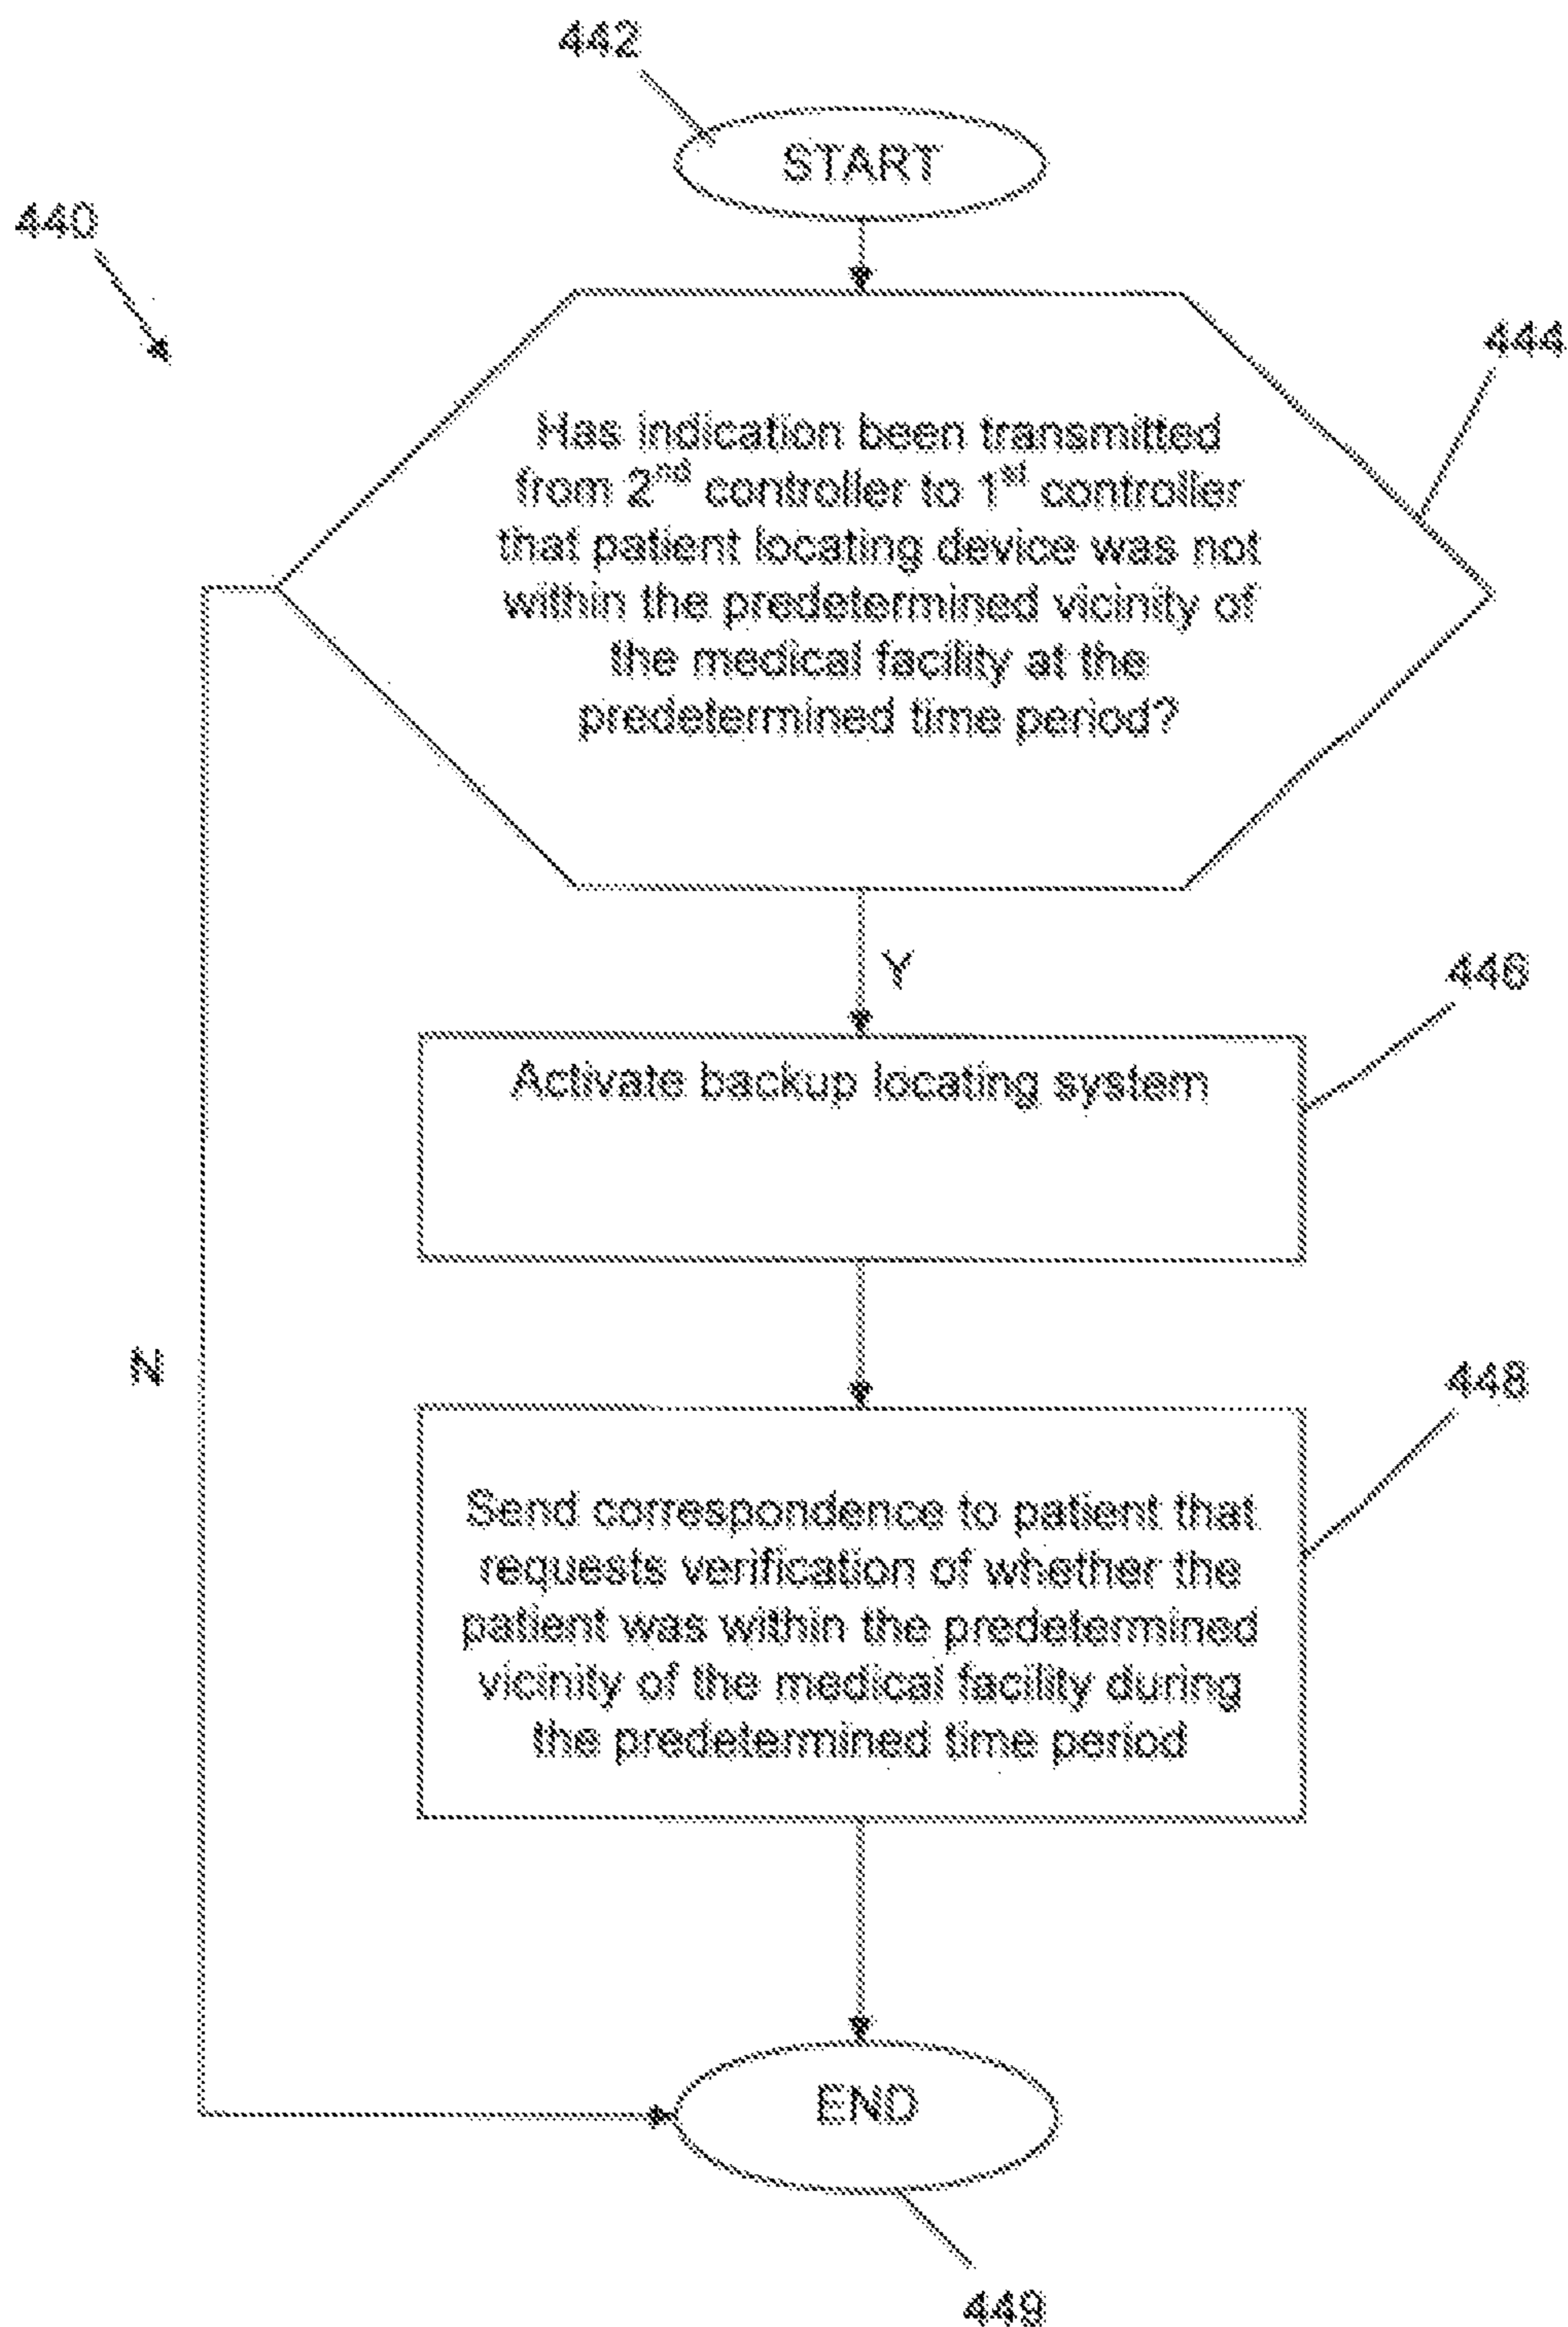 442
START
440
444
Has indication been transmitted
from 2nd controller to 1st controller
that patient locating device was not
within the predetermined vicinity of
the medical facility at the
predetermined time period?
Y
446
Activate backup locating system
N
448
Send correspondence to patient that
requests verification of whether the
patient was within the predetermined
vicinity of the medical facility during
the predetermined time period
END
449